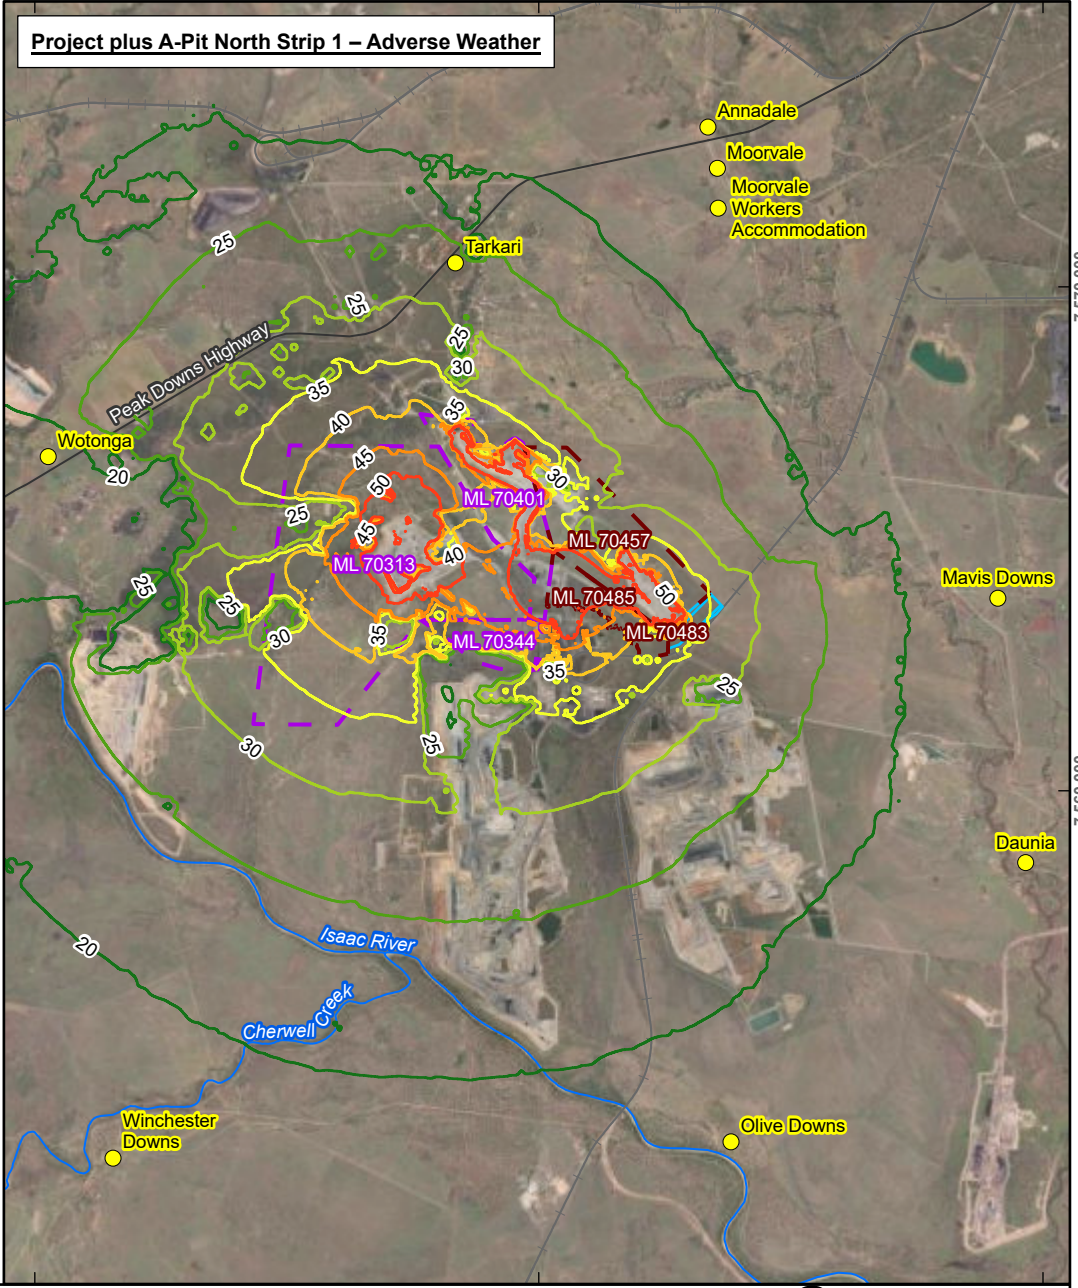 Project plus A-Pit North Strip 1 – Adverse Weather
Annadale
Moorvale
Moorvale
Workers
Accommodation
25
Tarkari
25
25
Peak Downs Highway
30
35
35
40
Wotonga
45
20
50
30
ML 70401
25
45
ML 70457
40
ML 70313
Mavis Downs
25
50
25
ML 70485
30
35
ML 70344
ML 70483
35
25
30
25
Daunia
20
Isaac River
Cherwell Creek
Winchester
Downs
Olive Downs